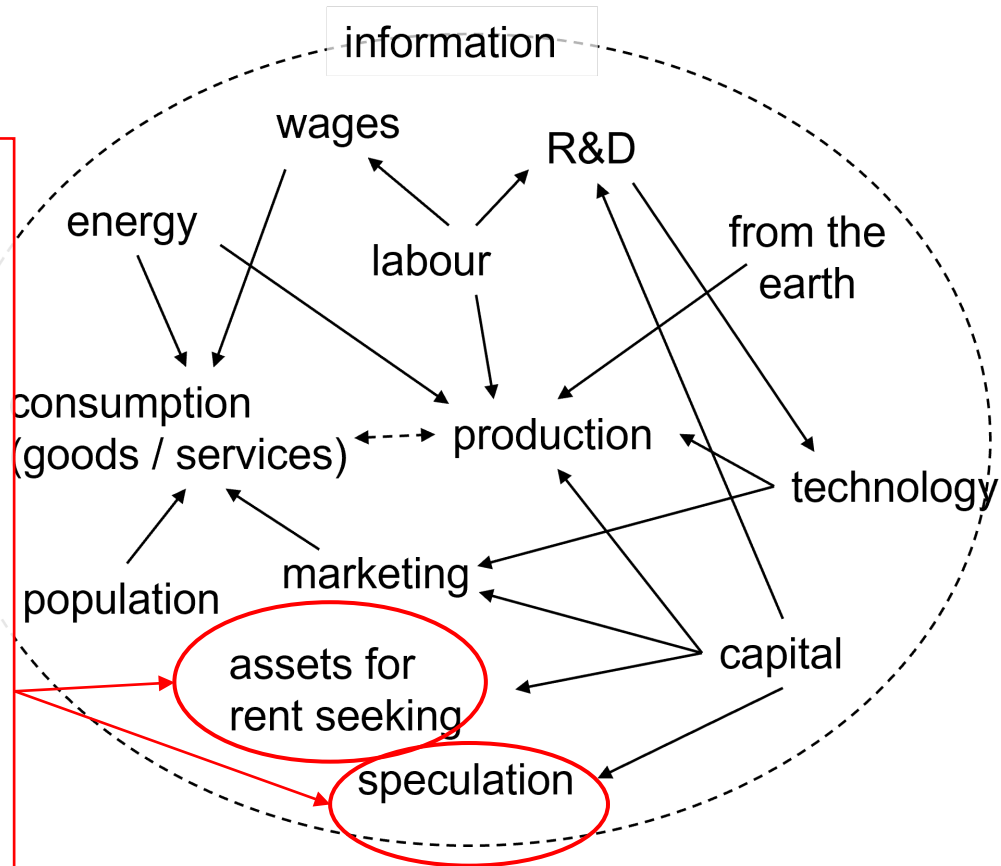 information
wages
R&D
energy
from the
earth
labour
consumption
(goods / services)
production
technology
marketing
population
capital
assets for
rent seeking
speculation